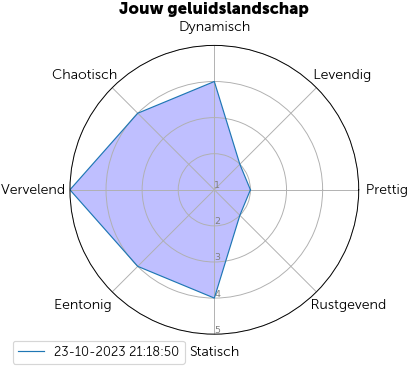 Jouw geluidslandschap
Dynamisch
Chaotisch
Levendig
Vervelend
Prettig
1
2
3
4
5
Eentonig
Rustgevend
Statisch
23-10-2023 21:18:50